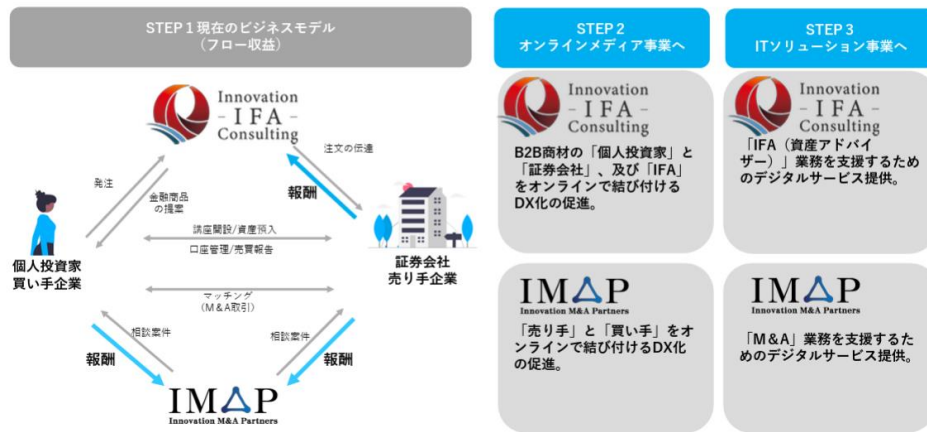 STEP１現在のビジネスモデル
（フロー収益）
Innovation
- IFA -
Consulting
発注
金融商品
の提案
注文の伝達
報酬
講座開設/資産預入
口座管理/売買報告
個人投資家
買い手企業
証券会社
売り手企業
マッチング
（M＆A取引）
相談案件
報酬
相談案件
報酬
IMAP
Innovation M&A Partners
STEP２
オンラインメディア事業へ
Innovation
- IFA -
Consulting
B2B商材の「個人投資家」と
「証券会社」、及び「IFA」
をオンラインで結び付ける
DX化の促進。
IMAP
Innovation M&A Partners
「売り手」と「買い手」をオ
ンラインで結び付けるDX化
の促進。
STEP３
ITソリューション事業へ
Innovation
- IFA -
Consulting
「IFA（資産アドバイ
ザー）」業務を支援するため
のデジタルサービス提供。
IMAP
Innovation M&A Partners
「M＆A」業務を支援するた
めのデジタルサービス提供。